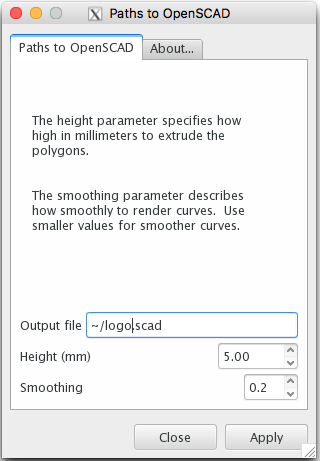 Paths to OpenSCAD
Paths to OpenSCAD About...
The height parameter specifies how
high in millimeters to extrude the
polygons.
The smoothing parameter describes
how smoothly to render curves. Use
smaller values for smoother curves.
Output file ~/logo.scad
Height (mm) 5.00
Smoothing 0.2
Close Apply